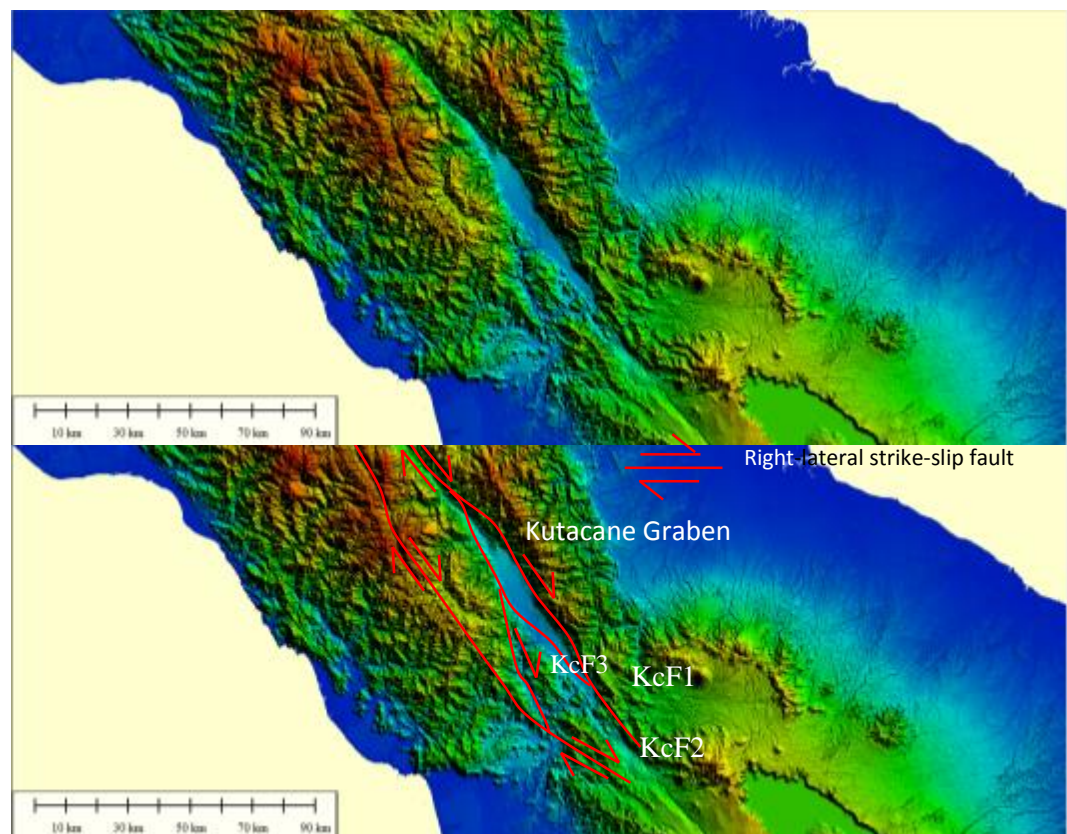 10 km 30 km 50 km 70 km 90 km
Right-lateral strike-slip fault
Kutacane Graben
KcF3
KcF1
KcF2
10 km 30 km 50 km 70 km 90 km